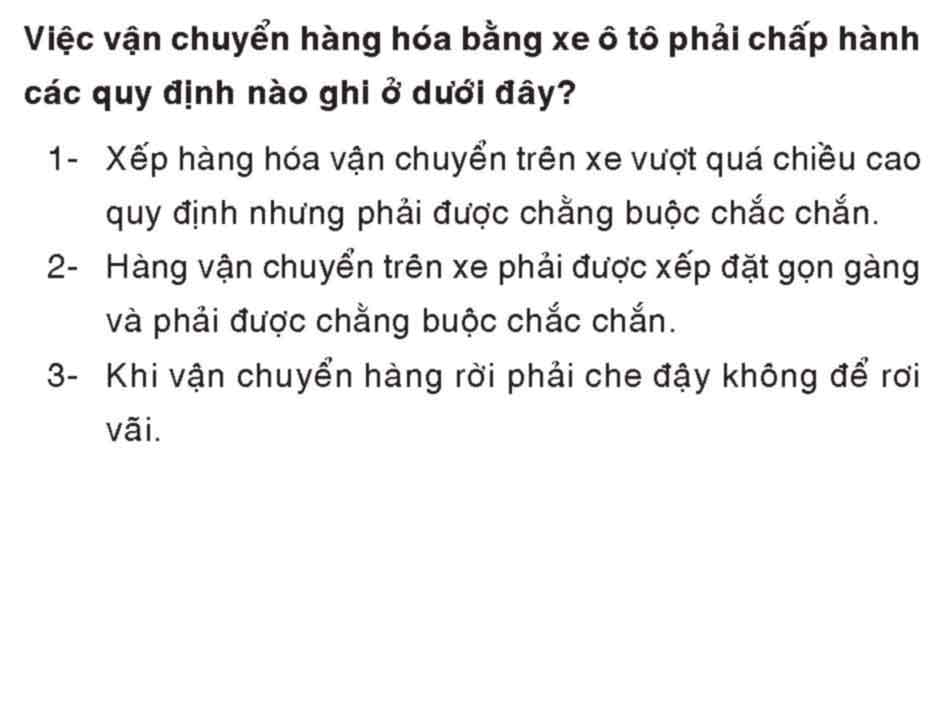 Việc vận chuyển hàng hóa bằng xe ô tô phải chấp hành
các quy định nào ghi ở dưới đây?
1- Xếp hàng hóa vận chuyển trên xe vượt quá chiều cao
quy định nhưng phải được chằng buộc chắc chắn.
2- Hàng vận chuyển trên xe phải được xếp đặt gọn gàng
và phải được chằng buộc chắc chắn.
3- Khi vận chuyển hàng rời phải che đậy không để rơi
vãi.